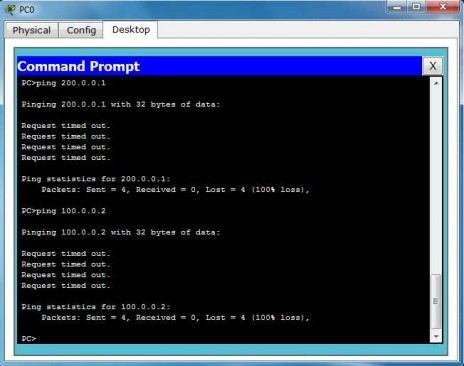 PC0
Physical Config Desktop
Command Prompt
X
PC>ping 200.0.0.1
Pinging 200.0.0.1 with 32 bytes of data:
Request timed out.
Request timed out.
Request timed out.
Request timed out.
Ping statistics for 200.0.0.1:
Packets: Sent = 4, Received = 0, Lost = 4 (100% loss),
PC>ping 100.0.0.2
Pinging 100.0.0.2 with 32 bytes of data:
Request timed out.
Request timed out.
Request timed out.
Request timed out.
Ping statistics for 100.0.0.2:
Packets: Sent = 4, Received = 0, Lost = 4 (100% loss),
PC>